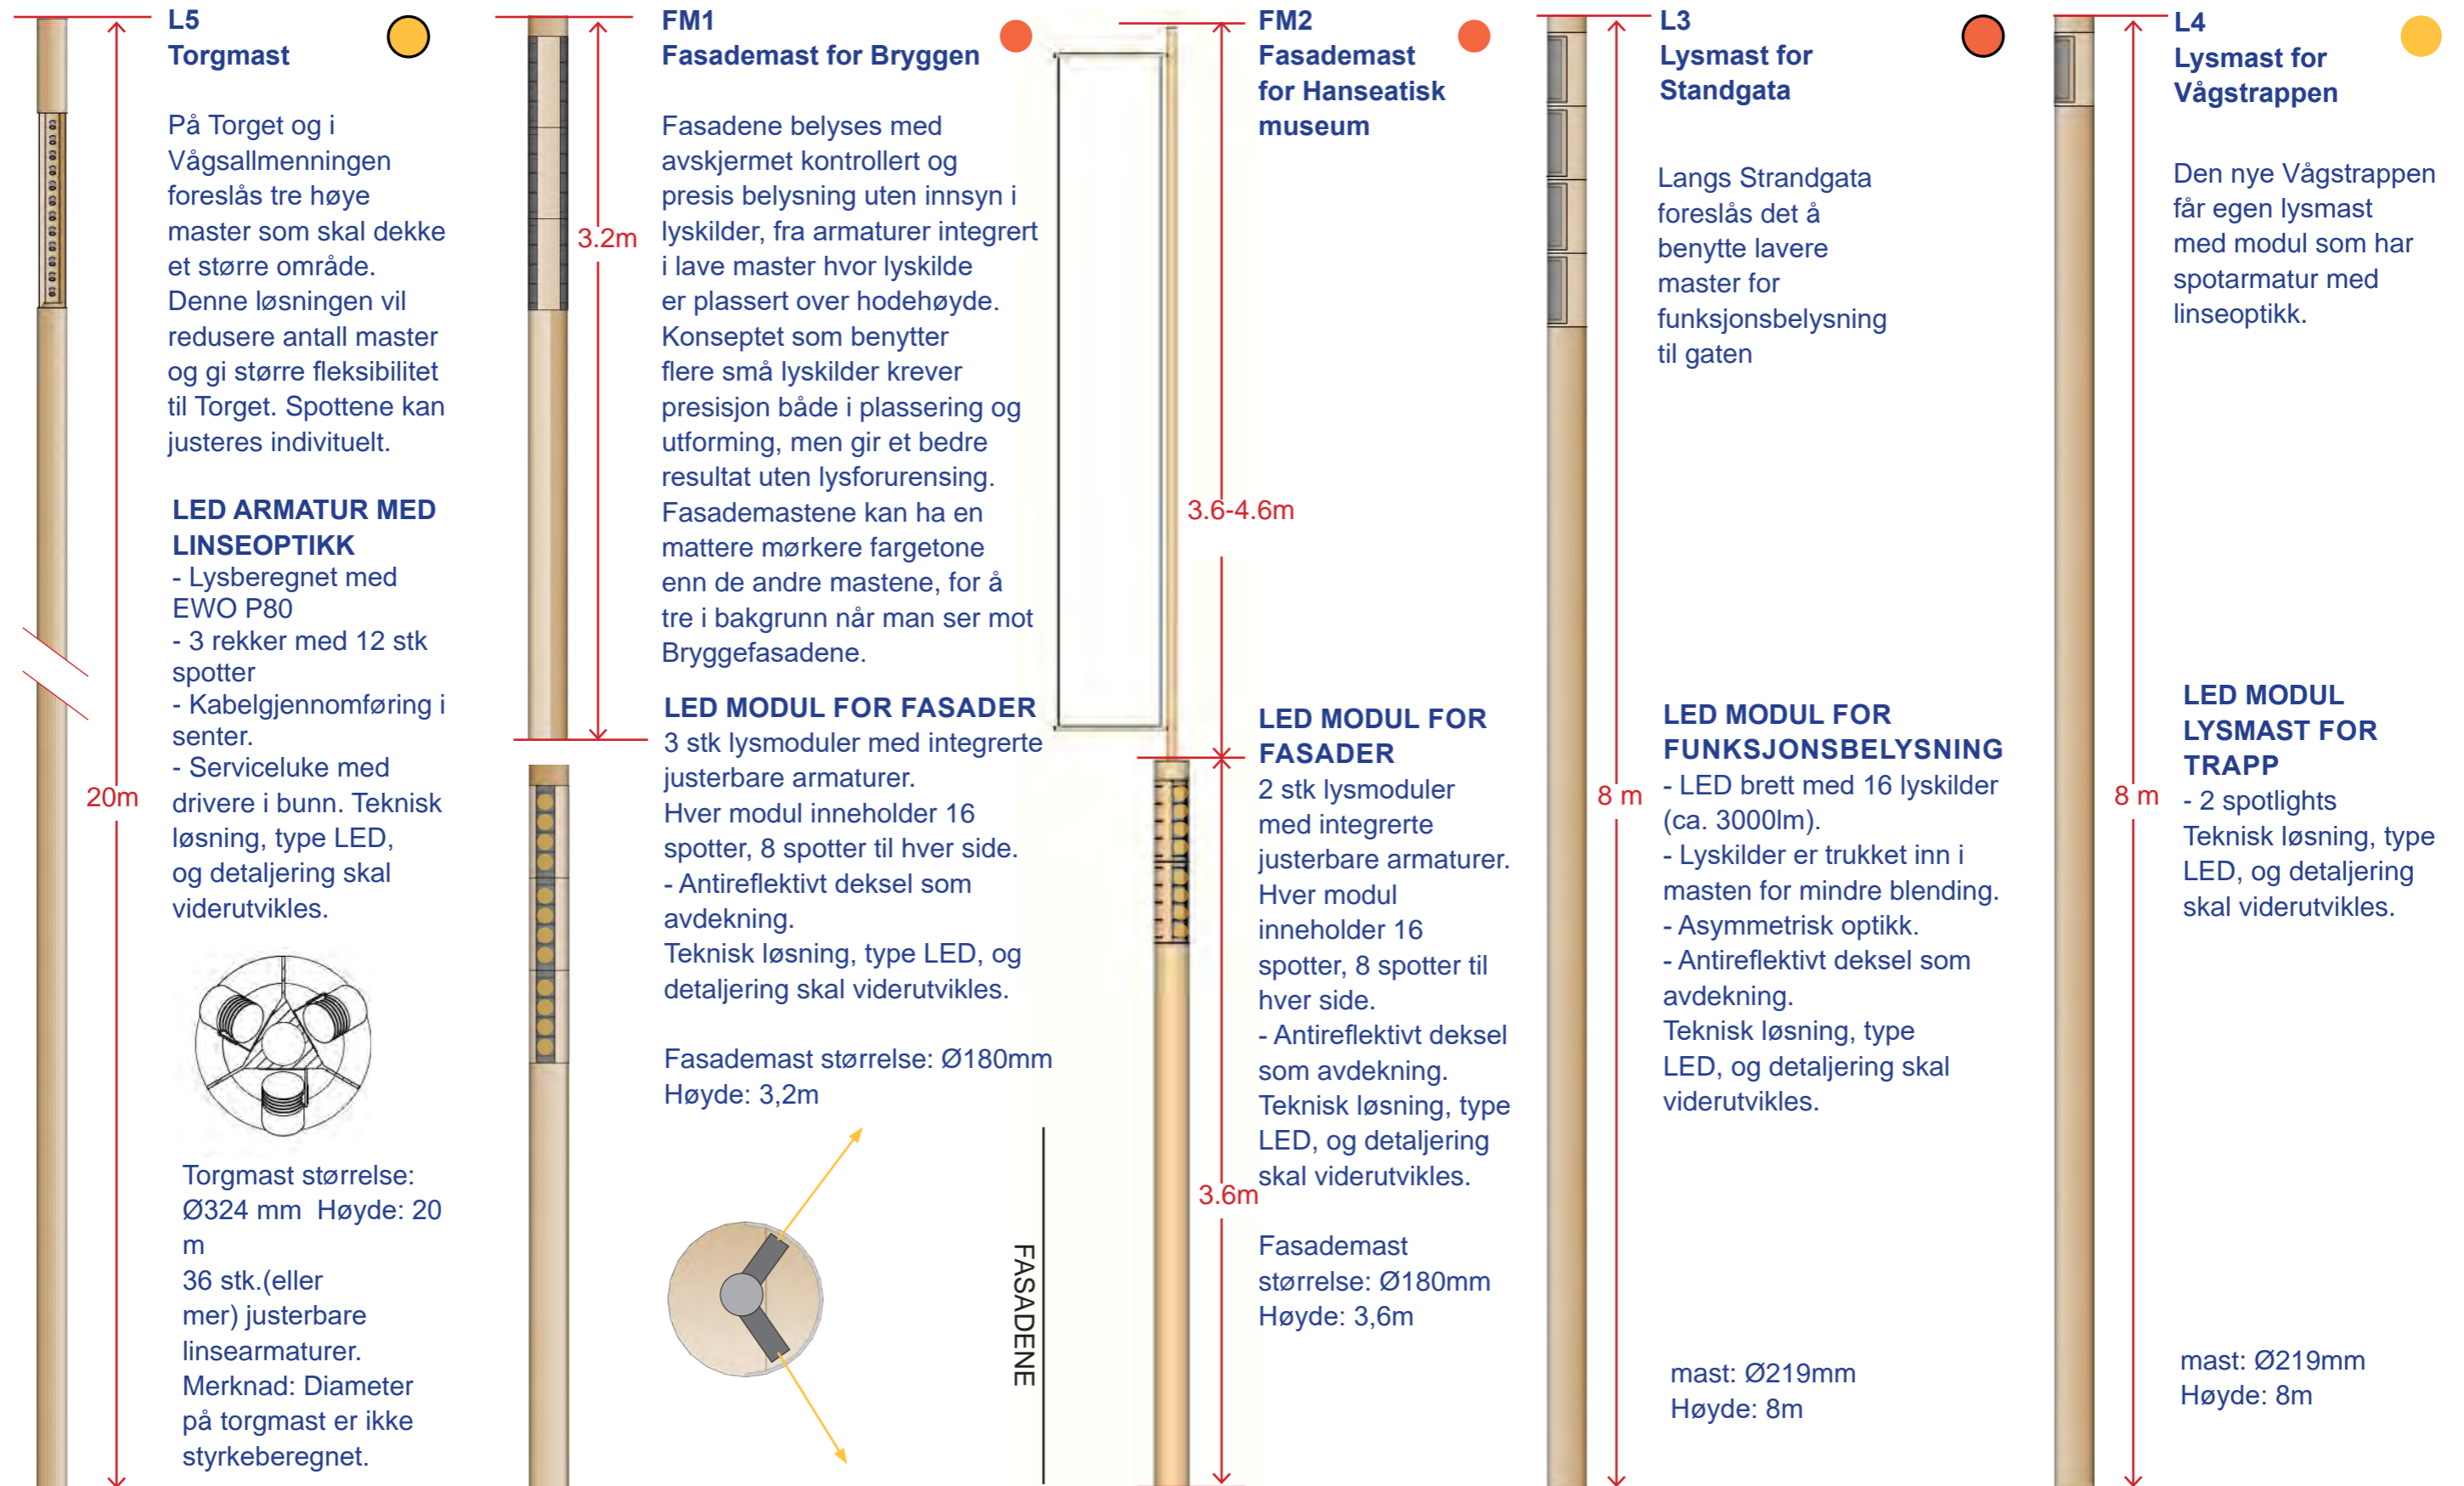 L5
Torgmast
På Torget og i
Vågsallmenningen
foreslås tre høye
master som skal dekke
et større område.
Denne løsningen vil
redusere antall master
og gi større fleksibilitet
til Torget. Spottene kan
justeres indivituelt.
LED ARMATUR MED
LINSEOPTIKK
- Lysberegnet med
EWO P80
- 3 rekker med 12 stk
spotter
- Kabelgjennomføring i
senter.
- Serviceluke med
drivere i bunn. Teknisk
løsning, type LED,
og detaljering skal
viderutvikles.
20m
Torgmast størrelse:
Ø324 mm  Høyde: 20
m
36 stk.(eller
mer) justerbare
linsearmaturer.
Merknad: Diameter
på torgmast er ikke
styrkeberegnet.
FM1
Fasademast for Bryggen
Fasadene belyses med
avskjermet kontrollert og
presis belysning uten innsyn i
lyskilder, fra armaturer integrert
i lave master hvor lyskilde
er plassert over hodehøyde.
Konseptet som benytter
flere små lyskilder krever
presisjon både i plassering og
utforming, men gir et bedre
resultat uten lysforurensing.
Fasademastene kan ha en
mattere mørkere fargetone
enn de andre mastene, for å
tre i bakgrunn når man ser mot
Bryggefasadene.
3.2m
LED MODUL FOR FASADER
3 stk lysmoduler med integrerte
justerbare armaturer.
Hver modul inneholder 16
spotter, 8 spotter til hver side.
- Antireflektivt deksel som
avdekning.
Teknisk løsning, type LED, og
detaljering skal viderutvikles.
Fasademast størrelse: Ø180mm
Høyde: 3,2m
FASADENE
FM2
Fasademast
for Hanseatisk
museum
3.6-4.6m
LED MODUL FOR
FASADER
2 stk lysmoduler
med integrerte
justerbare armaturer.
Hver modul
inneholder 16
spotter, 8 spotter til
hver side.
- Antireflektivt deksel
som avdekning.
Teknisk løsning, type
LED, og detaljering
skal viderutvikles.
3.6m
Fasademast
størrelse: Ø180mm
Høyde: 3,6m
L3
Lysmast for
Standgata
Langs Strandgata
foreslås det å
benytte lavere
master for
funksjonsbelysning
til gaten
LED MODUL FOR
FUNKSJONSBELYSNING
- LED brett med 16 lyskilder
(ca. 3000lm).
- Lyskilder er trukket inn i
masten for mindre blending.
- Asymmetrisk optikk.
- Antireflektivt deksel som
avdekning.
Teknisk løsning, type
LED, og detaljering skal
viderutvikles.
8 m
mast: Ø219mm
Høyde: 8m
L4
Lysmast for
Vågstrappen
Den nye Vågstrappen
får egen lysmast
med modul som har
spotarmatur med
linseoptikk.
LED MODUL
LYSMAST FOR
TRAPP
- 2 spotlights
Teknisk løsning, type
LED, og detaljering
skal viderutvikles.
8 m
mast: Ø219mm
Høyde: 8m